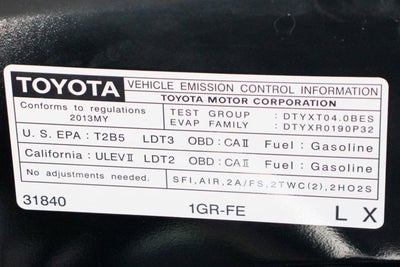 TOYOTA VEHICLE EMISSION CONTROL INFORMATION
TOYOTA MOTOR CORPORATION
Conforms to regulations
2013MY
TEST GROUP : DTYXT04.0BES
EVAP FAMILY : DTYXR0190P32
U.S. EPA : T2B5 LDT3 OBD : CAⅡ Fuel : Gasoline
California : ULEVⅡ LDT2 OBD : CAⅡ Fuel : Gasoline
No adjustments needed.
SFI, AIR, 2A/FS, 2TWC(2), 2HO2S
31840 1GR-FE L X